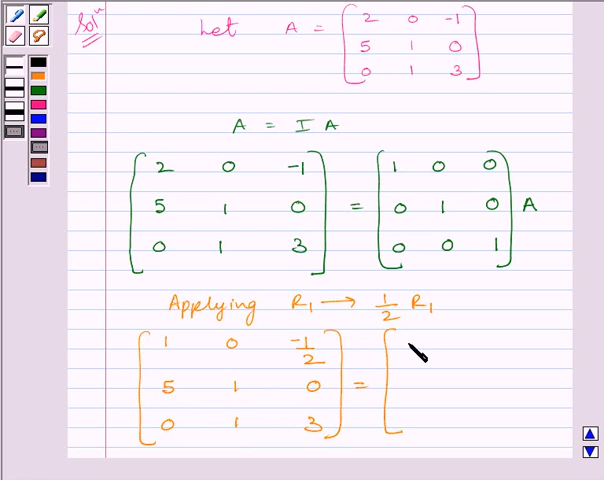 Solⁿ Let A = [2 0 -1
5 1 0
0 1 3]
A = I A
[2 0 -1 [1 0 0
5 1 0 = 0 1 0 A
0 1 3] 0 0 1]
Applying R₁ → 1/2 R₁
[1 0 -1/2 [
5 1 0 =
0 1 3]